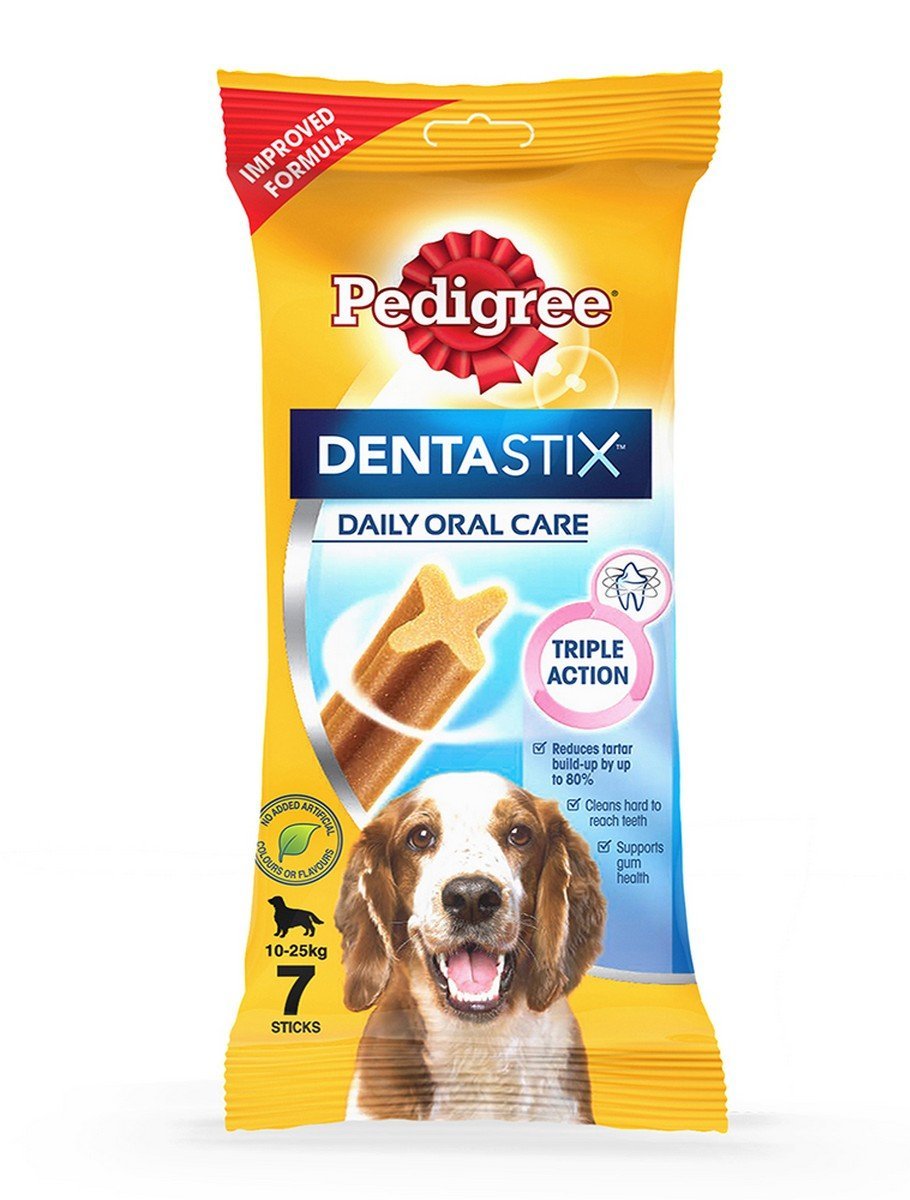 IMPROVED
FORMULA
Pedigree®
DENTASTIX™
DAILY ORAL CARE
TRIPLE
ACTION
☑ Reduces tartar
build-up by up
to 80%
☑ Cleans hard to
reach teeth
☑ Supports
gum
health
NO ADDED ARTIFICIAL
COLOURS OR FLAVOURS
10-25kg
7
STICKS